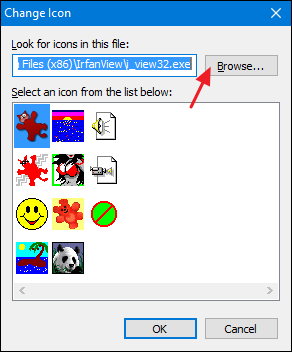 Change Icon
Look for icons in this file:
Files (x86)\IrfanView\i_view32.exe
Browse...
Select an icon from the list below:
OK
Cancel